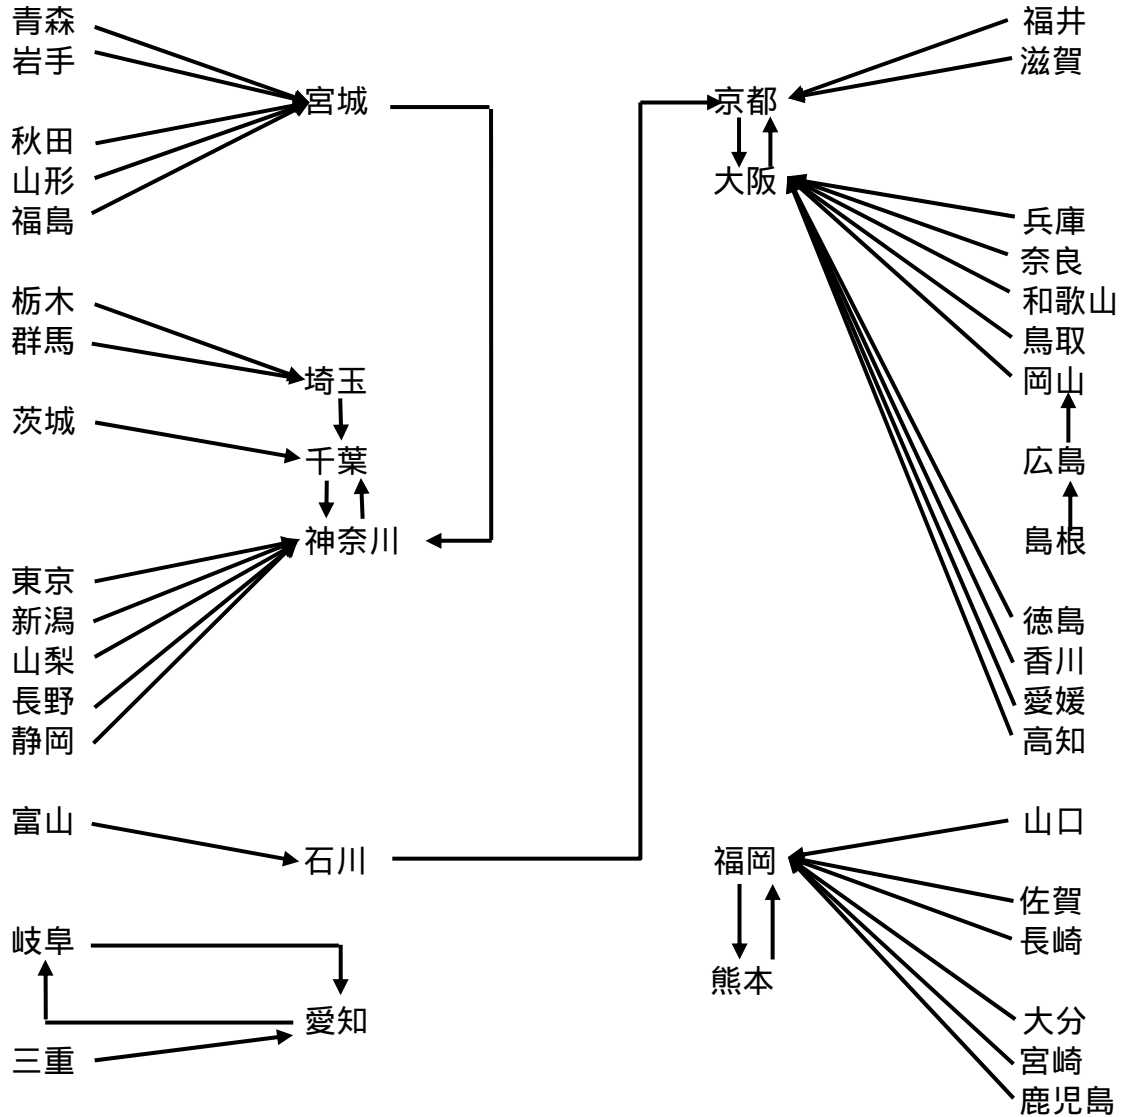 青森
岩手
宮城
秋田
山形
福島
栃木
群馬
埼玉
茨城
千葉
神奈川
東京
新潟
山梨
長野
静岡
富山
石川
岐阜
愛知
三重
福井
滋賀
京都
大阪
兵庫
奈良
和歌山
鳥取
岡山
広島
島根
徳島
香川
愛媛
高知
山口
福岡
佐賀
長崎
熊本
大分
宮崎
鹿児島